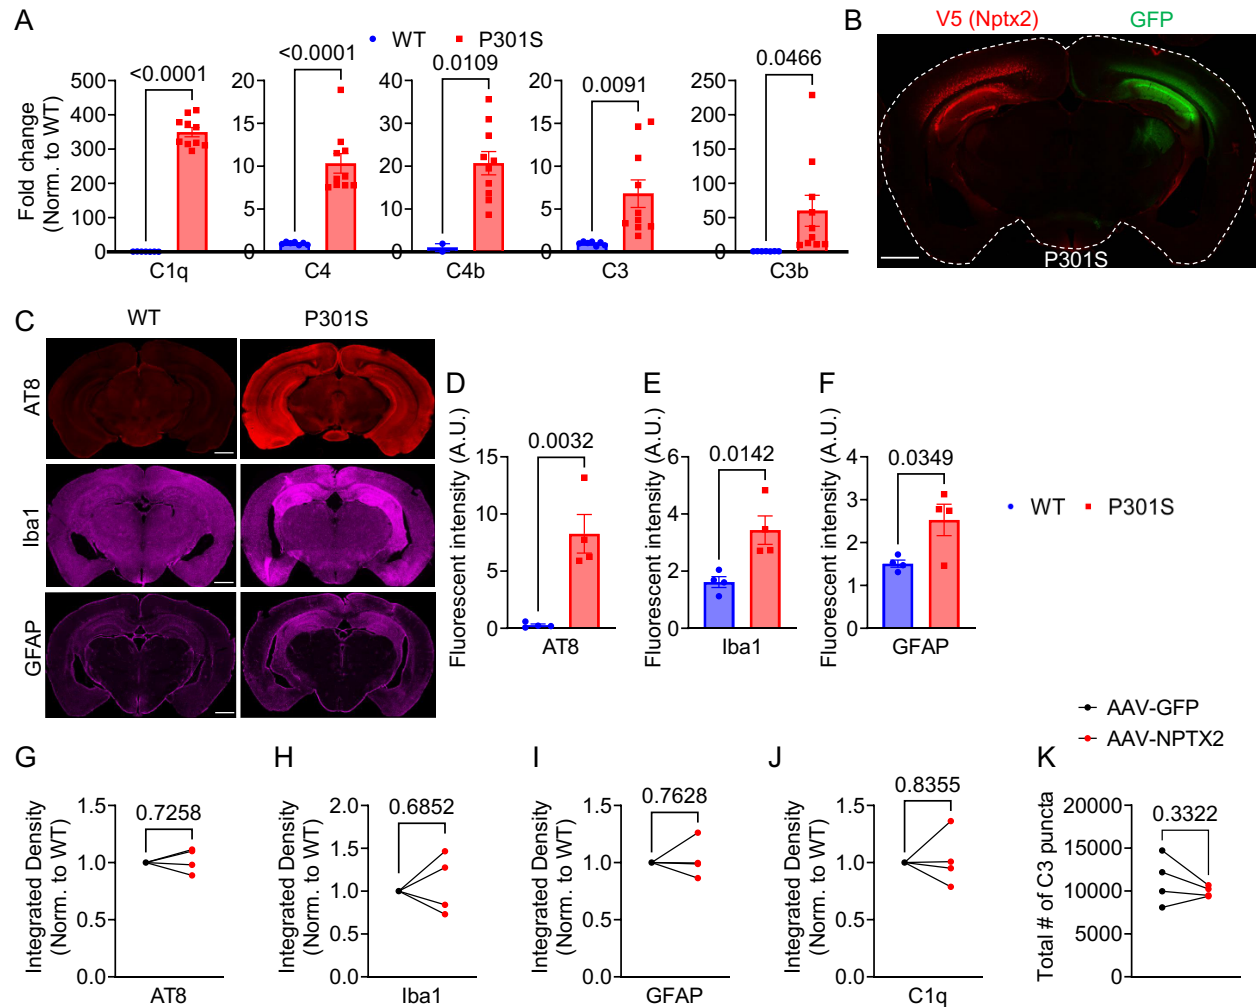 A
WT
P301S
Fold change
(Norm. to WT)
<0.0001
<0.0001
0.0109
0.0091
0.0466
500
400
300
200
100
0
C1q
20
15
10
5
0
C4
40
30
20
10
0
C4b
20
15
10
5
0
C3
250
200
150
100
50
0
C3b
B
V5 (Nptx2)
GFP
P301S
C
WT
P301S
AT8
Iba1
GFAP
D
Fluorescent intensity (A.U.)
0.0032
15
10
5
0
AT8
E
Fluorescent intensity (A.U.)
0.0142
6
4
2
0
Iba1
F
Fluorescent intensity (A.U.)
0.0349
4
3
2
1
0
GFAP
WT
P301S
AAV-GFP
AAV-NPTX2
G
Integrated Density
(Norm. to WT)
0.7258
1.5
1.0
0.5
0.0
AT8
H
Integrated Density
(Norm. to WT)
0.6852
2.0
1.5
1.0
0.5
0.0
Iba1
I
Integrated Density
(Norm. to WT)
0.7628
1.5
1.0
0.5
0.0
GFAP
J
Integrated Density
(Norm. to WT)
0.8355
1.5
1.0
0.5
0.0
C1q
K
Total # of C3 puncta
0.3322
20000
15000
10000
5000
0